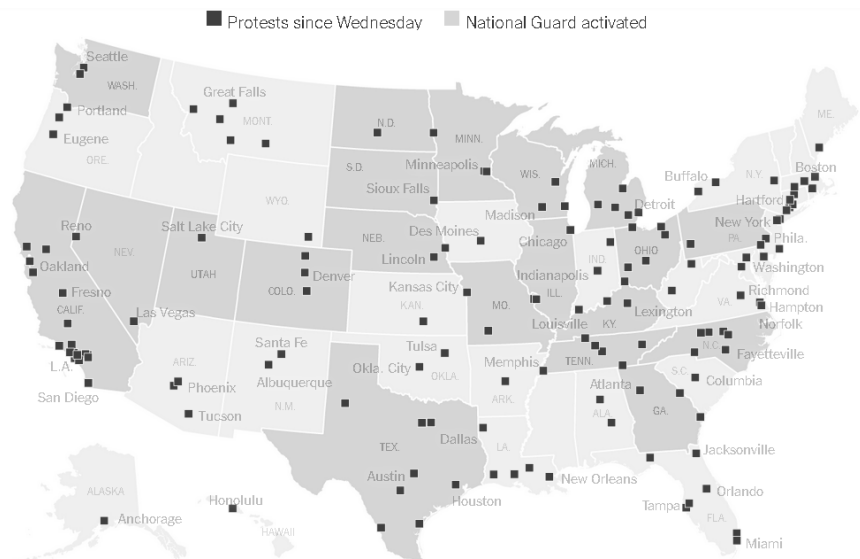 Protests since Wednesday National Guard activated
Seattle
WASH.
Great Falls
MONT.
Portland
Eugene
ORE.
N.D.
MINN.
Minneapolis
S.D.
Sioux Falls
WIS.
MICH.
ME.
Buffalo
N.Y.
Boston
Hartford
WYO.
Madison
Detroit
New York
Reno
Salt Lake City
NEB.
Des Moines
Chicago
PA.
Phila.
NEV.
Lincoln
IND.
OHIO
Oakland
UTAH
Denver
Indianapolis
Washington
COLO.
Kansas City
ILL.
Fresno
KAN.
MO.
Lexington
VA.
Richmond
Hampton
CALIF.
Las Vegas
Louisville
KY.
Norfolk
Santa Fe
Tulsa
Memphis
TENN.
N.C.
Fayetteville
L.A.
ARIZ.
Okla. City
OKLA.
S.C.
Phoenix
Albuquerque
ARK.
Atlanta
Columbia
San Diego
N.M.
ALA.
GA.
Tucson
Dallas
TEX.
LA.
Jacksonville
Austin
New Orleans
Honolulu
Houston
Orlando
ALASKA
Tampa
Anchorage
HAWAII
FLA.
Miami